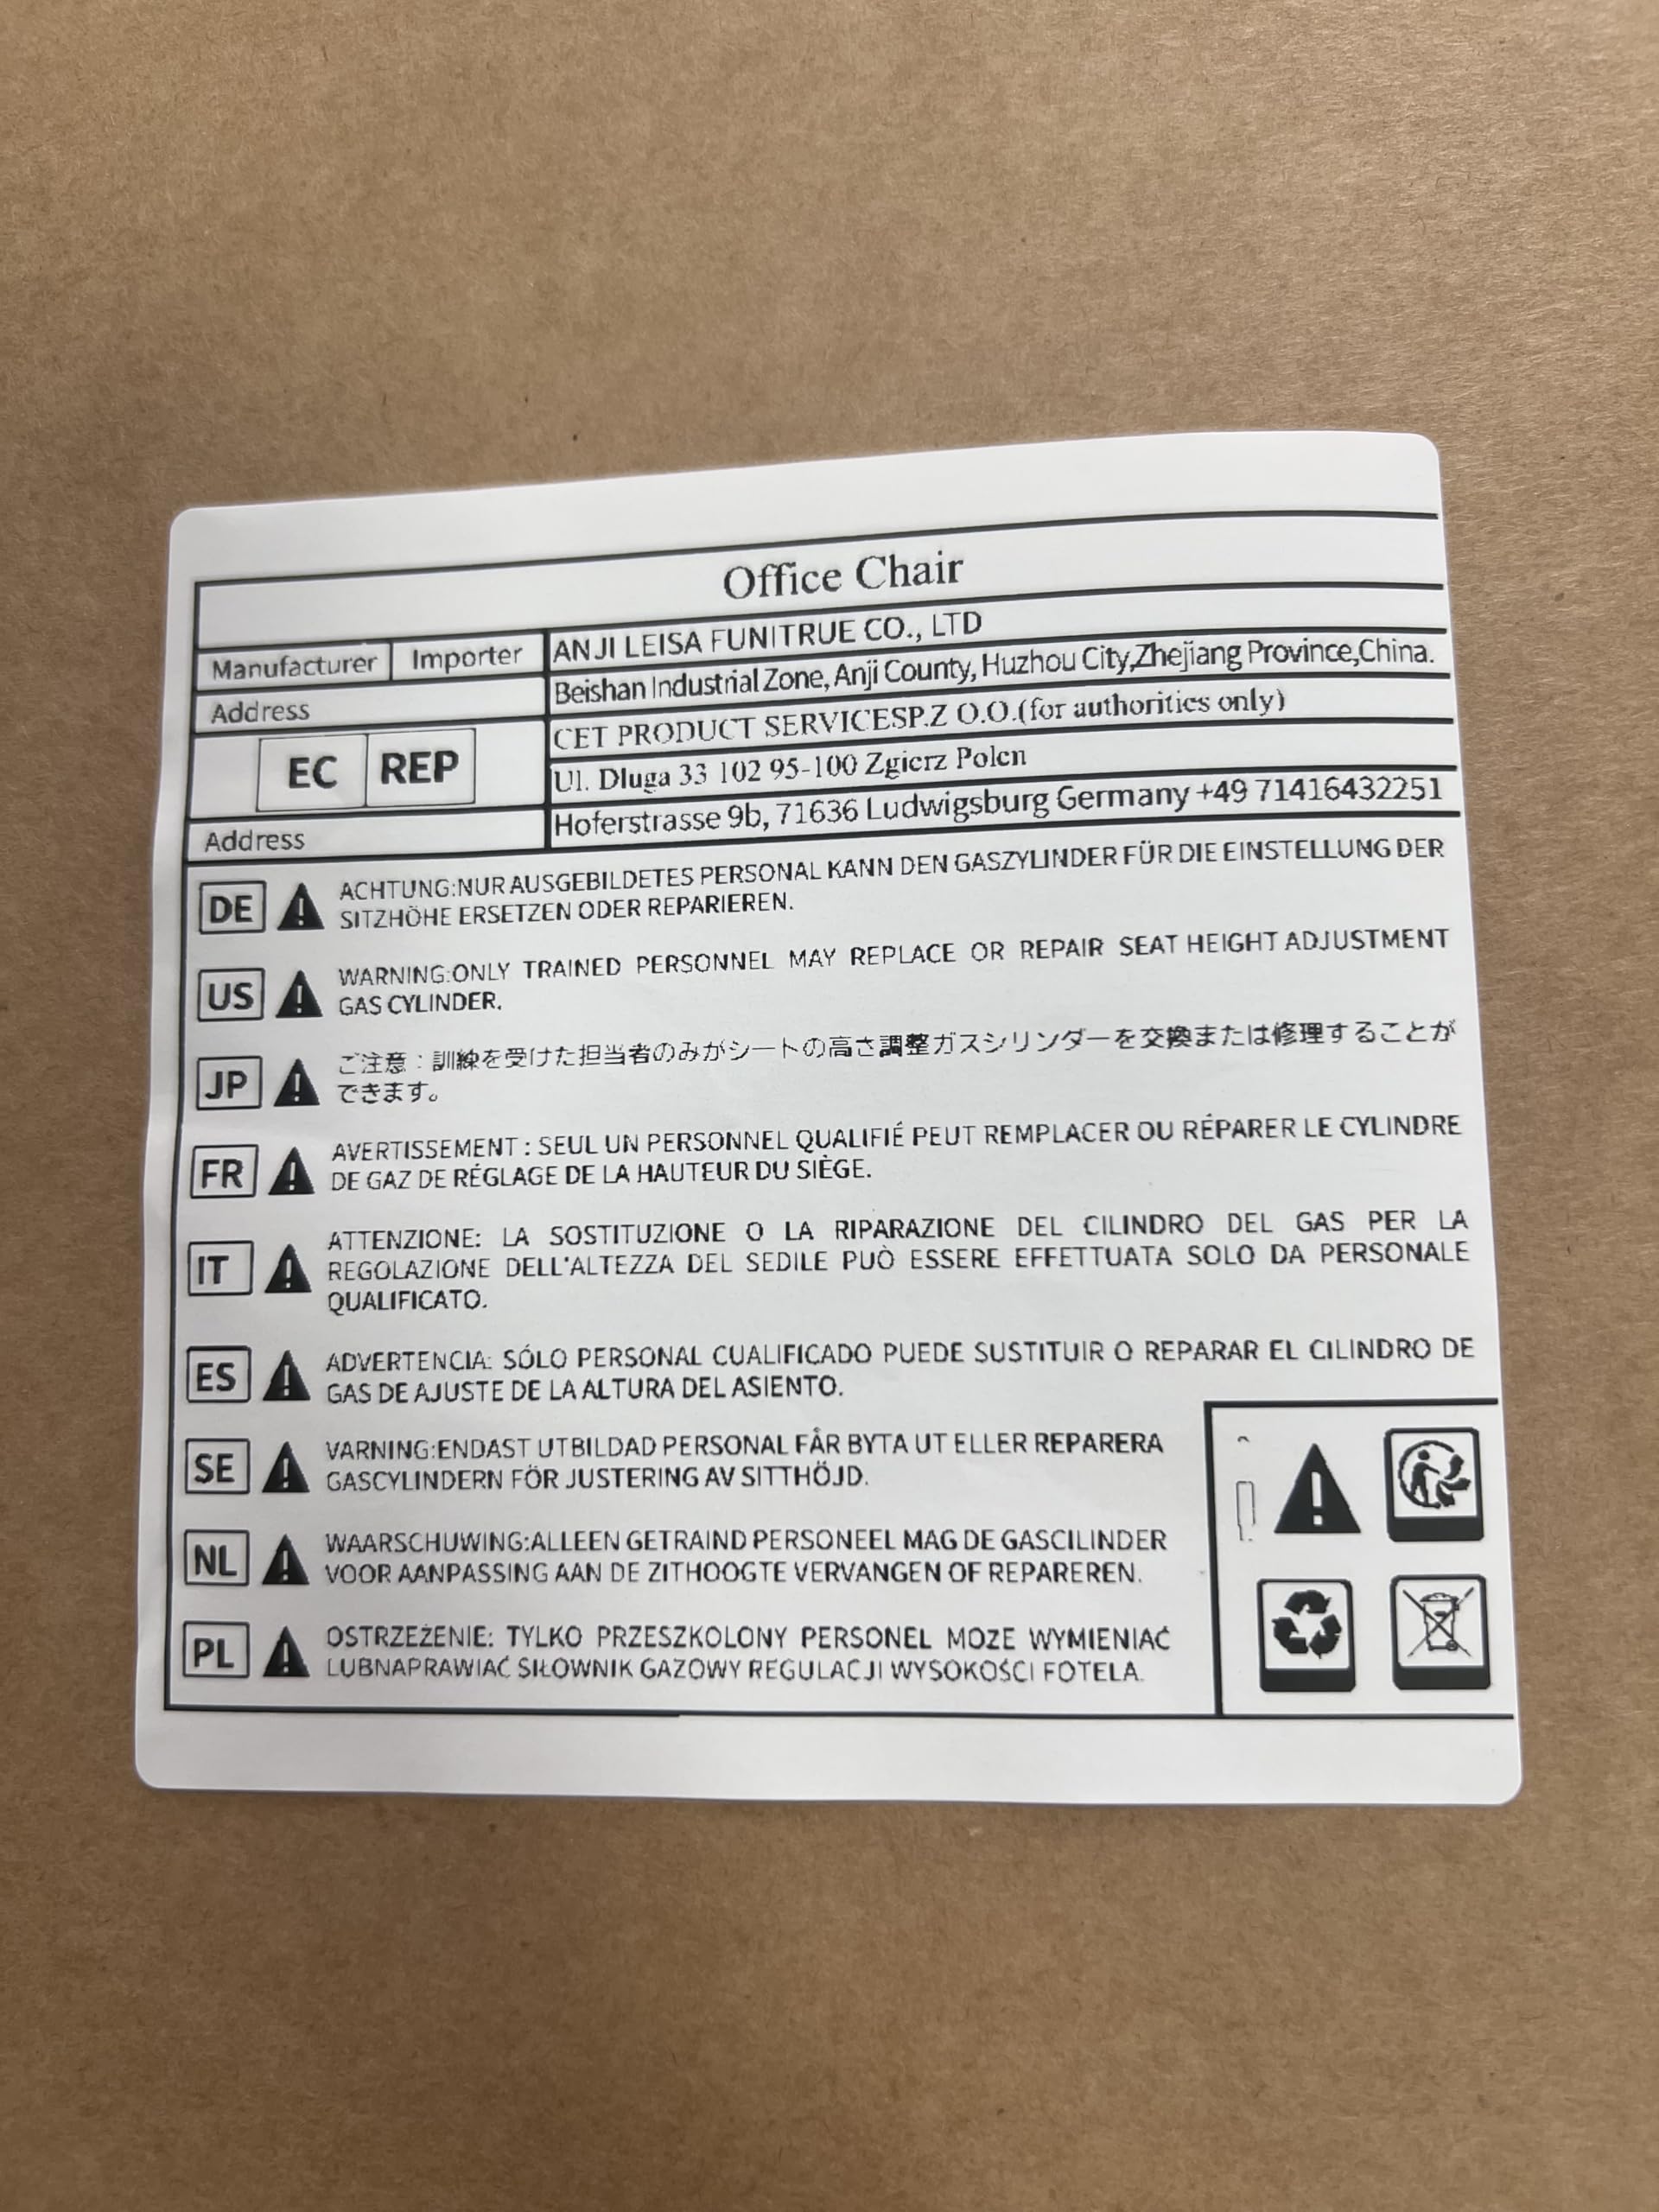 Office Chair
Manufacturer Importer ANJI LEISA FUNITRUE CO., LTD
Address Beishan Industrial Zone, Anji County, Huzhou City,Zhejiang Province,China.
EC REP CET PRODUCT SERVICESP.Z O.O.(for authorities only)
Ul. Dluga 33 102 95-100 Zgierz Polen
Address Hoferstrasse 9b, 71636 Ludwigsburg Germany +49 71416432251
DE ACHTUNG:NUR AUSGEBILDETES PERSONAL KANN DEN GASZYLINDER FÜR DIE EINSTELLUNG DER
SITZHÖHE ERSETZEN ODER REPARIEREN.
US WARNING:ONLY TRAINED PERSONNEL MAY REPLACE OR REPAIR SEAT HEIGHT ADJUSTMENT
GAS CYLINDER.
JP ご注意：訓練を受けた担当者のみがシートの高さ調整ガスシリンダーを交換または修理することが
できます。
FR AVERTISSEMENT : SEUL UN PERSONNEL QUALIFIÉ PEUT REMPLACER OU RÉPARER LE CYLINDRE
DE GAZ DE RÉGLAGE DE LA HAUTEUR DU SIÈGE.
IT ATTENZIONE: LA SOSTITUZIONE O LA RIPARAZIONE DEL CILINDRO DEL GAS PER LA
REGOLAZIONE DELL'ALTEZZA DEL SEDILE PUÒ ESSERE EFFETTUATA SOLO DA PERSONALE
QUALIFICATO.
ES ADVERTENCIA: SÓLO PERSONAL CUALIFICADO PUEDE SUSTITUIR O REPARAR EL CILINDRO DE
GAS DE AJUSTE DE LA ALTURA DEL ASIENTO.
SE VARNING:ENDAST UTBILDAD PERSONAL FÅR BYTA UT ELLER REPARERA
GASCYLINDERN FÖR JUSTERING AV SITTHÖJD.
NL WAARSCHUWING:ALLEEN GETRAIND PERSONEEL MAG DE GASCILINDER
VOOR AANPASSING AAN DE ZITHOOGTE VERVANGEN OF REPAREREN.
PL OSTRZEŻENIE: TYLKO PRZESZKOLONY PERSONEL MOZE WYMIENIAĆ
LUBNAPRAWIAĆ SIŁOWNIK GAZOWY REGULACJI WYSOKOŚCI FOTELA.